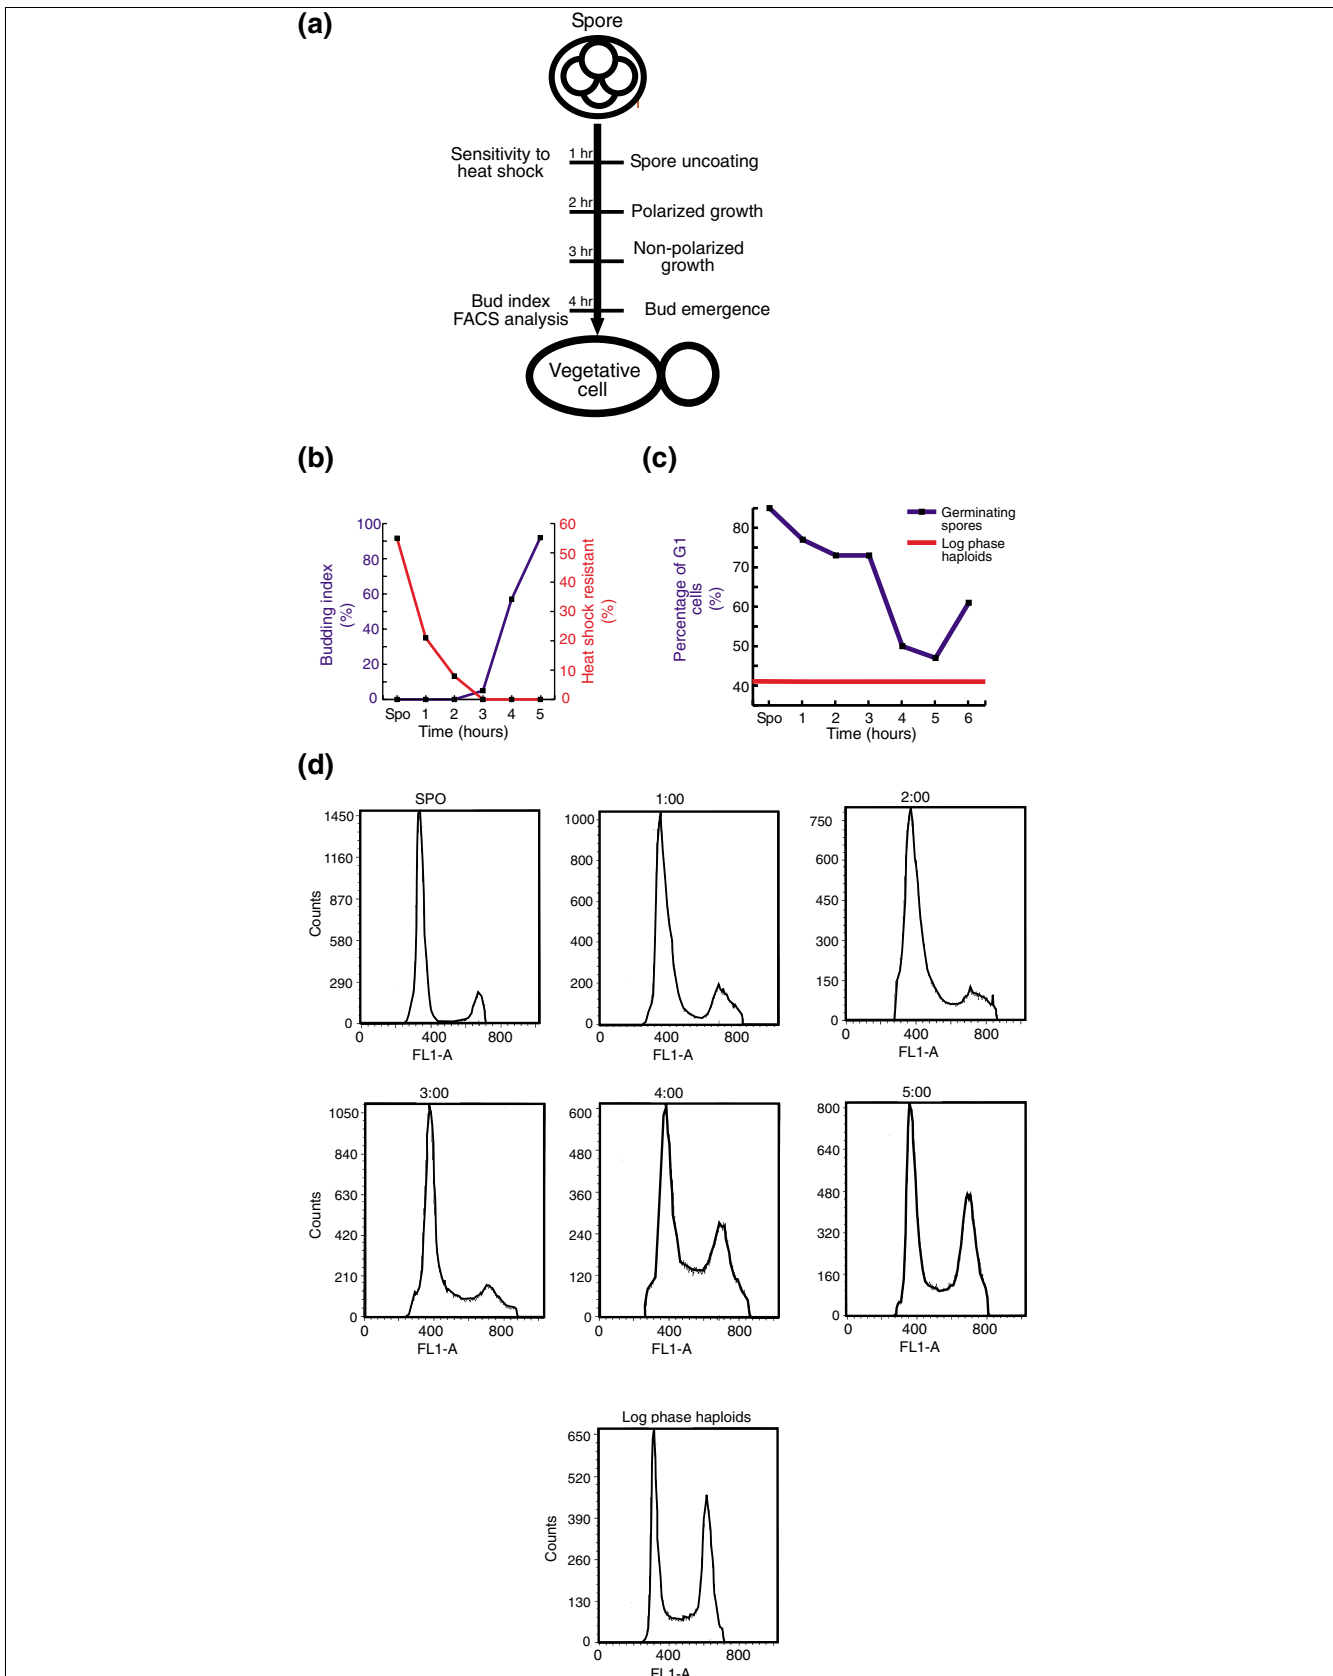 (a)
Spore
Sensitivity to
heat shock
1 hr
Spore uncoating
2 hr
Polarized growth
3 hr
Non-polarized
growth
Bud index
FACS analysis
4 hr
Bud emergence
Vegetative
cell
(b)
Budding index
(%)
100
80
60
40
20
0
60
50
40
30
20
10
0
Heat shock resistant
(%)
Spo 1 2 3 4 5
Time (hours)
(c)
Percentage of G1
cells
(%)
80
70
60
50
40
Germinating
spores
Log phase
haploids
Spo 1 2 3 4 5 6
Time (hours)
(d)
SPO
Counts
1450
1160
870
580
290
0
0 400 800
FL1-A
1:00
1000
800
600
400
200
0
0 400 800
FL1-A
2:00
750
600
450
300
150
0
0 400 800
FL1-A
3:00
Counts
1050
840
630
420
210
0
0 400 800
FL1-A
4:00
600
480
360
240
120
0
0 400 800
FL1-A
5:00
800
640
480
320
160
0
0 400 800
FL1-A
Log phase haploids
Counts
650
520
390
260
130
0
0 400 800
FL1-A